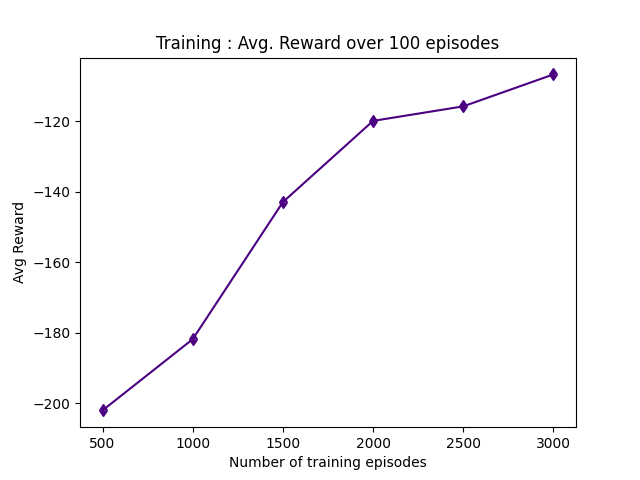 Training : Avg. Reward over 100 episodes
Avg Reward
−120
−140
−160
−180
−200
500 1000 1500 2000 2500 3000
Number of training episodes